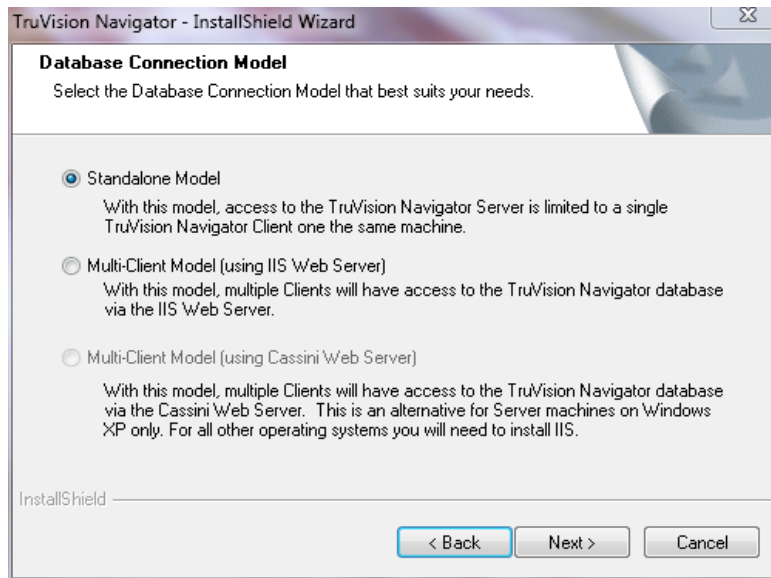 TruVision Navigator - InstallShield Wizard
Database Connection Model
Select the Database Connection Model that best suits your needs.
Standalone Model
With this model, access to the TruVision Navigator Server is limited to a single
TruVision Navigator Client one the same machine.
Multi-Client Model (using IIS Web Server)
With this model, multiple Clients will have access to the TruVision Navigator database
via the IIS Web Server.
Multi-Client Model (using Cassini Web Server)
With this model, multiple Clients will have access to the TruVision Navigator database
via the Cassini Web Server.  This is an alternative for Server machines on Windows
XP only. For all other operating systems you will need to install IIS.
InstallShield
< Back Next > Cancel